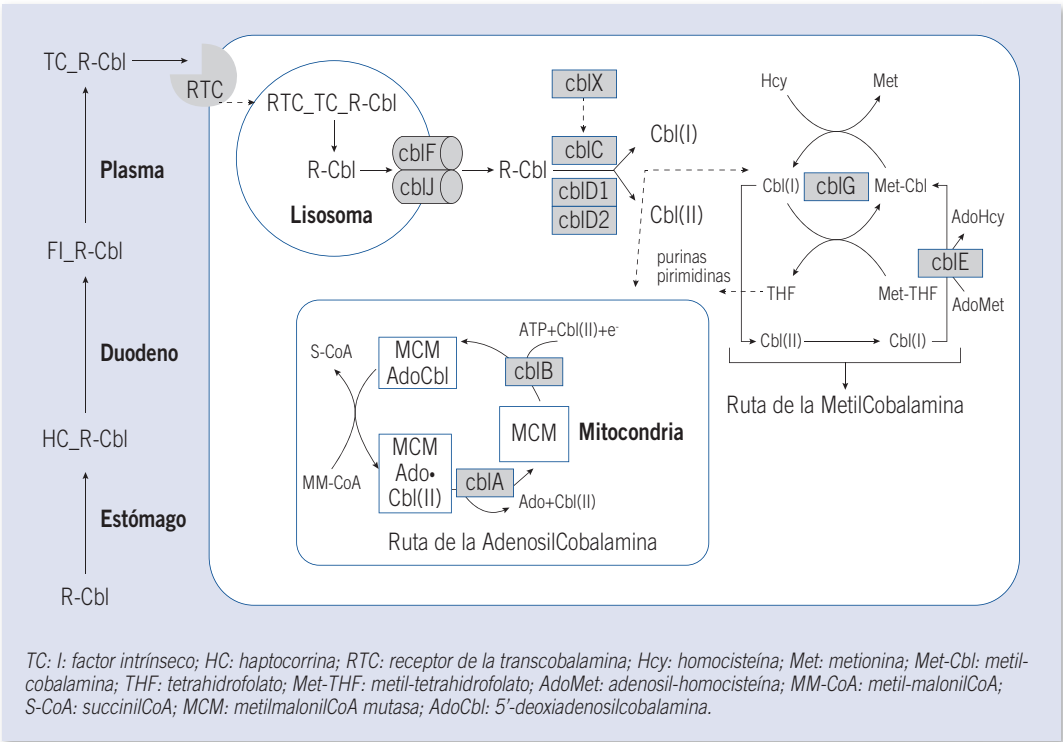 TC_R-Cbl
RTC
Plasma
FI_R-Cbl
Duodeno
HC_R-Cbl
Estómago
R-Cbl
RTC_TC_R-Cbl
R-Cbl
cblF
cblJ
Lisosoma
R-Cbl
cblX
cblC
cblD1
cblD2
Cbl(I)
Cbl(II)
Hcy
Met
Cbl(I)
cblG
Met-Cbl
AdoHcy
cblE
AdoMet
purinas
pirimidinas
THF
Met-THF
Cbl(II)
Cbl(I)
Ruta de la MetilCobalamina
S-CoA
MCM
AdoCbl
ATP+Cbl(II)+e-
cblB
MCM
Mitocondria
MM-CoA
MCM
Ado•
Cbl(II)
cblA
Ado+Cbl(II)
Ruta de la AdenosilCobalamina
TC: I: factor intrínseco; HC: haptocorrina; RTC: receptor de la transcobalamina; Hcy: homocisteína; Met: metionina; Met-Cbl: metil-
cobalamina; THF: tetrahidrofolato; Met-THF: metil-tetrahidrofolato; AdoMet: adenosil-homocisteína; MM-CoA: metil-malonilCoA;
S-CoA: succinilCoA; MCM: metilmalonilCoA mutasa; AdoCbl: 5'-deoxiadenosilcobalamina.